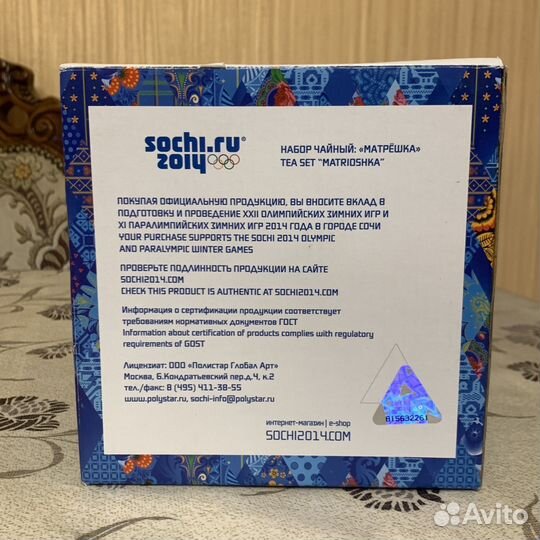 sochi.ru
2014
НАБОР ЧАЙНЫЙ: «МАТРЁШКА»
TEA SET “MATRIOSHKA”
ПОКУПАЯ ОФИЦИАЛЬНУЮ ПРОДУКЦИЮ, ВЫ ВНОСИТЕ ВКЛАД В
ПОДГОТОВКУ И ПРОВЕДЕНИЕ XXII ОЛИМПИЙСКИХ ЗИМНИХ ИГР И
XI ПАРАЛИМПИЙСКИХ ЗИМНИХ ИГР 2014 ГОДА В ГОРОДЕ СОЧИ
YOUR PURCHASE SUPPORTS THE SOCHI 2014 OLYMPIC
AND PARALYMPIC WINTER GAMES
ПРОВЕРЬТЕ ПОДЛИННОСТЬ ПРОДУКЦИИ НА САЙТЕ
SOCHI2014.COM
CHECK THIS PRODUCT IS AUTHENTIC AT SOCHI2014.COM
Информация о сертификации продукции соответствует
требованиям нормативных документов ГОСТ
Information about certification of products complies with regulatory
requirements of GOST
Лицензиат: ООО «Полистар Глобал Арт»
Москва, Б.Кондратьевский пер.д.4, к.2
тел./факс: 8 (495) 411-38-55
www.polystar.ru, sochi-info@polystar.ru
815632261
интернет-магазин | e-shop
SOCHI2014.COM
Avito